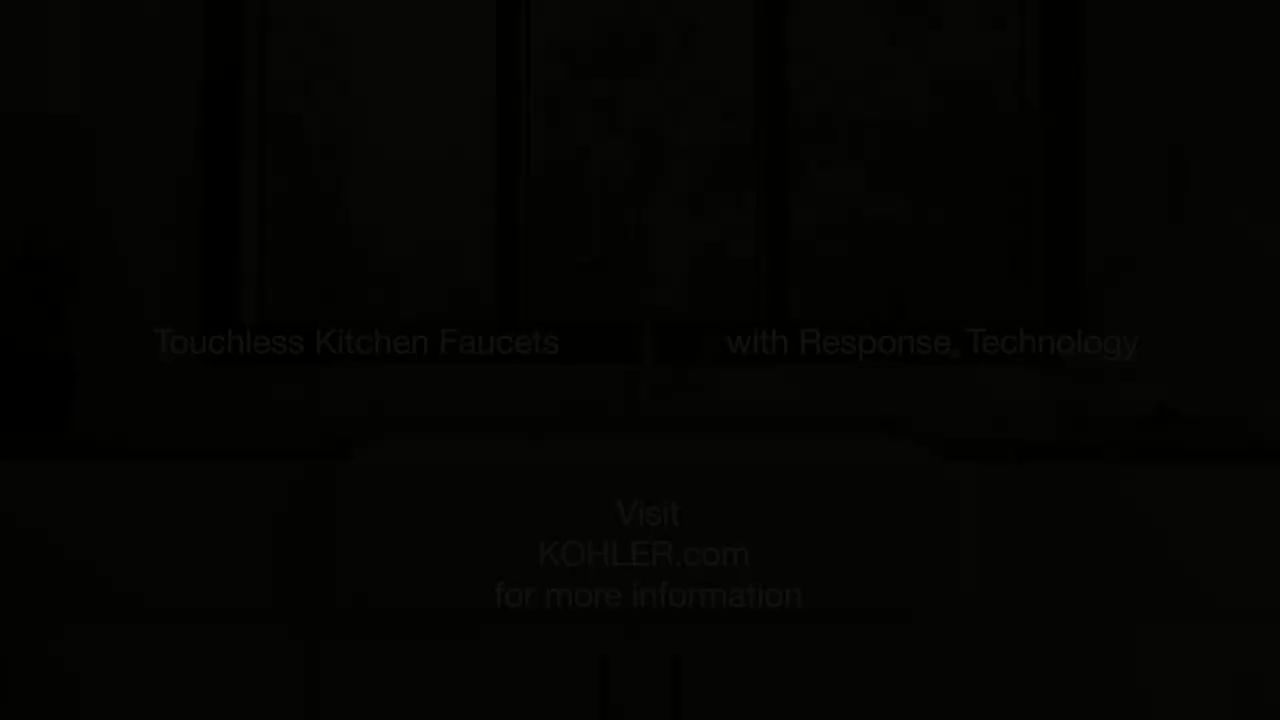 Touchless Kitchen Faucets with Response Technology
Visit
KOHLER.com
for more information